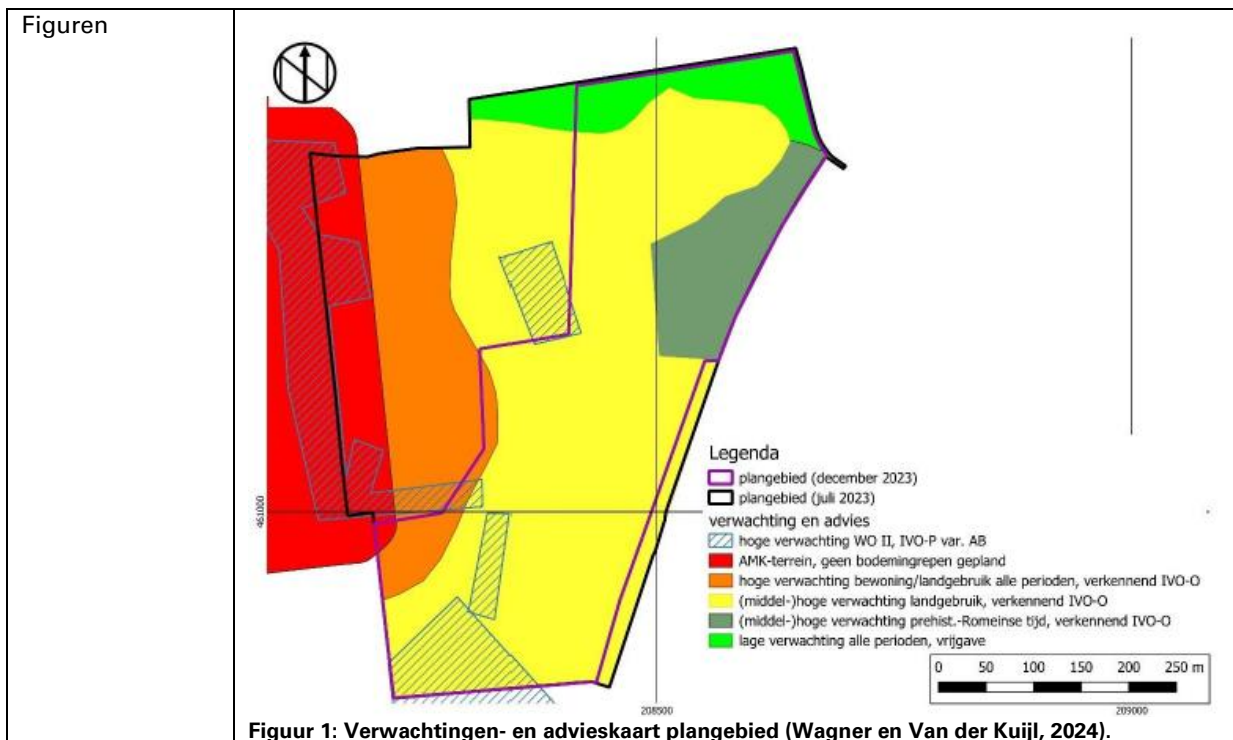 Figuren
461000
Legenda
plangebied (december 2023)
plangebied (juli 2023)
verwachting en advies
hoge verwachting WO II, IVO-P var. AB
AMK-terrein, geen bodemingrepen gepland
hoge verwachting bewoning/landgebruik alle perioden, verkennend IVO-O
(middel-)hoge verwachting landgebruik, verkennend IVO-O
(middel-)hoge verwachting prehist.-Romeinse tijd, verkennend IVO-O
lage verwachting alle perioden, vrijgave
0 50 100 150 200 250 m
208500
209000
Figuur 1: Verwachtingen- en advieskaart plangebied (Wagner en Van der Kuijl, 2024).